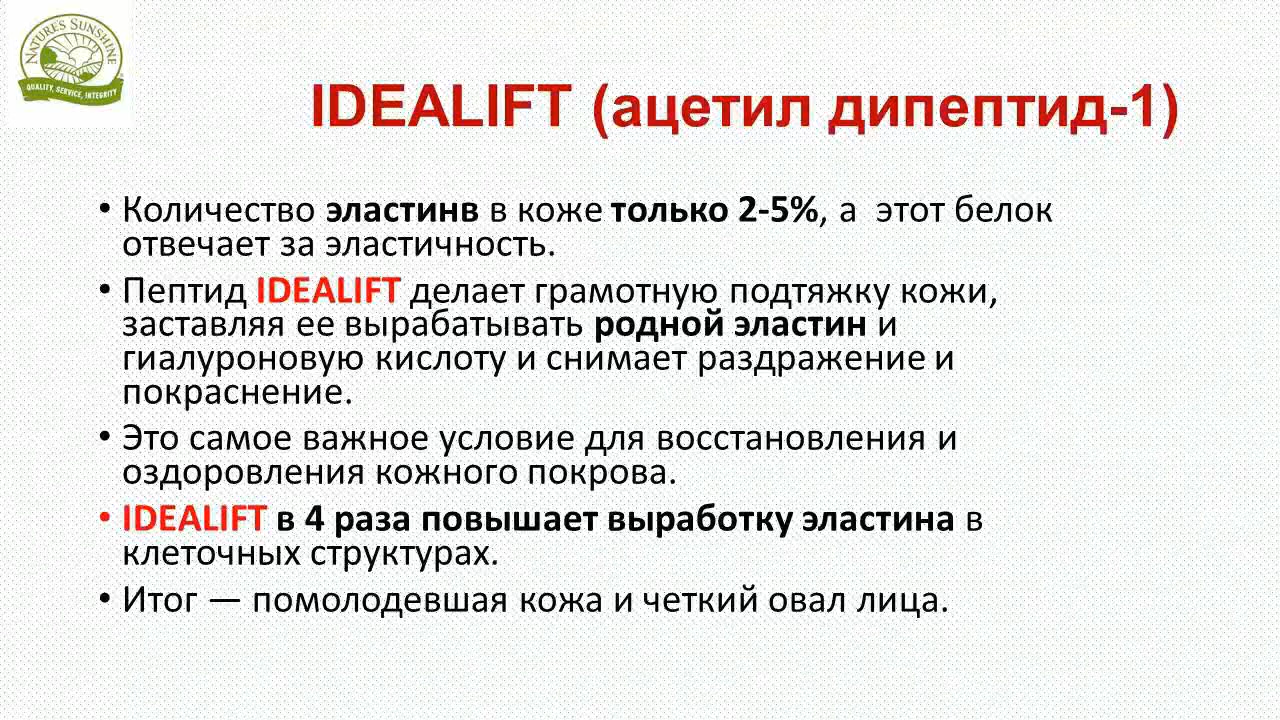 NATURE'S SUNSHINE
QUALITY, SERVICE, INTEGRITY
IDEALIFT (ацетил дипептид-1)
• Количество эластинв в коже только 2-5%, а этот белок
отвечает за эластичность.
• Пептид IDEALIFT делает грамотную подтяжку кожи,
заставляя ее вырабатывать родной эластин и
гиалуроновую кислоту и снимает раздражение и
покраснение.
• Это самое важное условие для восстановления и
оздоровления кожного покрова.
• IDEALIFT в 4 раза повышает выработку эластина в
клеточных структурах.
• Итог — помолодевшая кожа и четкий овал лица.